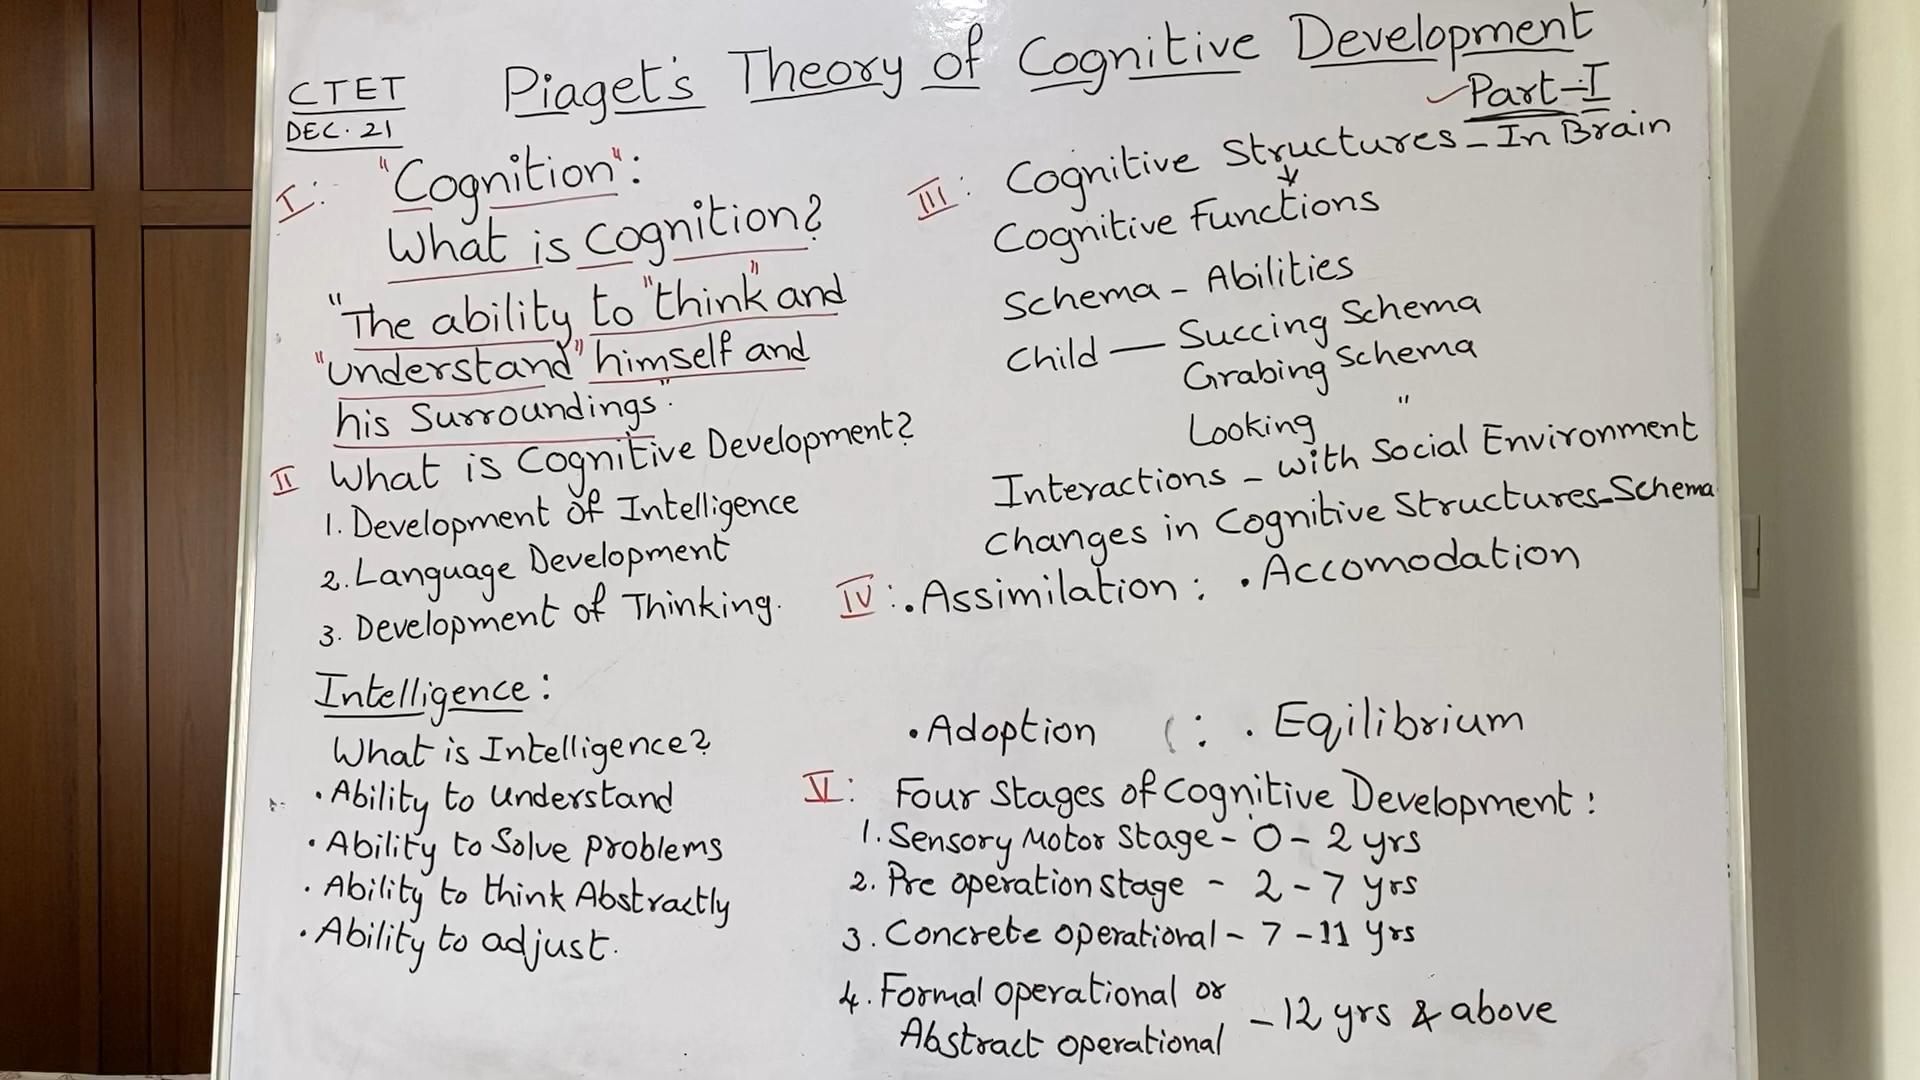 CTET
DEC. 21
Piaget's Theory of Cognitive Development
Part-I
I: "Cognition":
What is Cognition?
"The ability to "think" and
"understand" himself and
his Surroundings".
II What is Cognitive Development?
1. Development of Intelligence
2. Language Development
3. Development of Thinking.
Intelligence:
What is Intelligence?
• Ability to understand
• Ability to Solve problems
• Ability to think Abstractly
• Ability to adjust.
III: Cognitive Structures - In Brain
↓
Cognitive Functions
Schema - Abilities
Child — Succing Schema
Grabing Schema
Looking "
Interactions - with Social Environment
Changes in Cognitive Structures-Schema
IV: • Assimilation: • Accomodation
• Adoption (: • Eqilibrium
V: Four Stages of Cognitive Development:
1. Sensory Motor Stage - 0 - 2 yrs
2. Pre operation stage - 2 - 7 yrs
3. Concrete operational - 7 - 11 yrs
4. Formal operational or
Abstract operational - 12 yrs & above